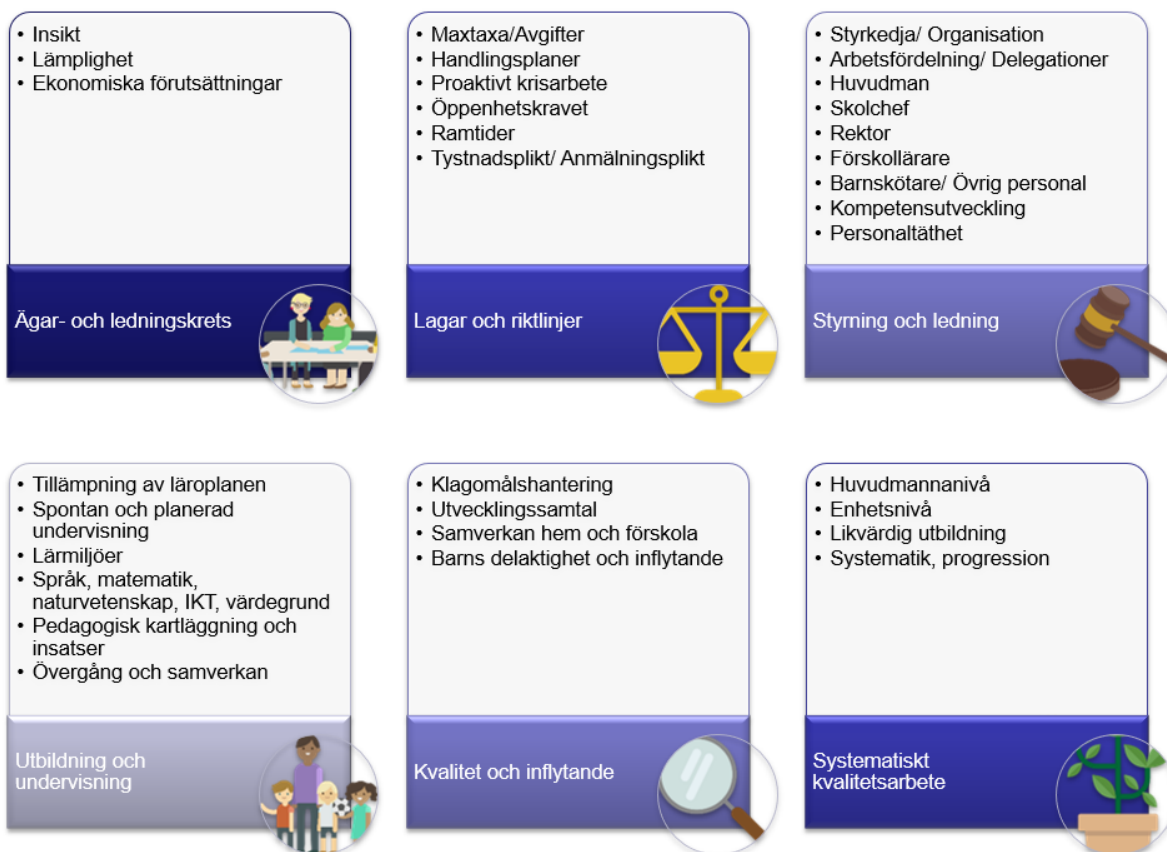 • Insikt
• Lämplighet
• Ekonomiska förutsättningar
Ägar- och ledningskrets
• Maxtaxa/Avgifter
• Handlingsplaner
• Proaktivt krisarbete
• Öppenhetskravet
• Ramtider
• Tystnadsplikt/ Anmälningsplikt
Lagar och riktlinjer
• Styrkedja/ Organisation
• Arbetsfördelning/ Delegationer
• Huvudman
• Skolchef
• Rektor
• Förskollärare
• Barnskötare/ Övrig personal
• Kompetensutveckling
• Personaltäthet
Styrning och ledning
• Tillämpning av läroplanen
• Spontan och planerad
undervisning
• Lärmiljöer
• Språk, matematik,
naturvetenskap, IKT, värdegrund
• Pedagogisk kartläggning och
insatser
• Övergång och samverkan
Utbildning och
undervisning
• Klagomålshantering
• Utvecklingssamtal
• Samverkan hem och förskola
• Barns delaktighet och inflytande
Kvalitet och inflytande
• Huvudmannanivå
• Enhetsnivå
• Likvärdig utbildning
• Systematik, progression
Systematiskt
kvalitetsarbete